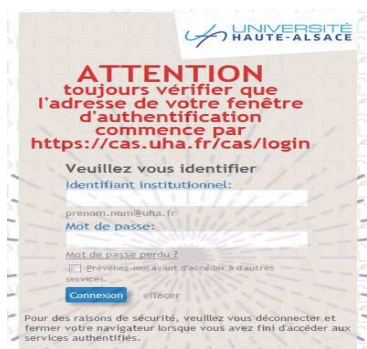 UNIVERSITÉ
HAUTE-ALSACE
ATTENTION
toujours vérifier que
l'adresse de votre fenêtre
d'authentification
commence par
https://cas.uha.fr/cas/login
Veuillez vous identifier
Identifiant institutionnel:
prenom.nom@uha.fr
Mot de passe:
Mot de passe perdu ?
Prévenez-moi avant d'accéder à d'autres
services.
Connexion effacer
Pour des raisons de sécurité, veuillez vous déconnecter et
fermer votre navigateur lorsque vous avez fini d'accéder aux
services authentifiés.